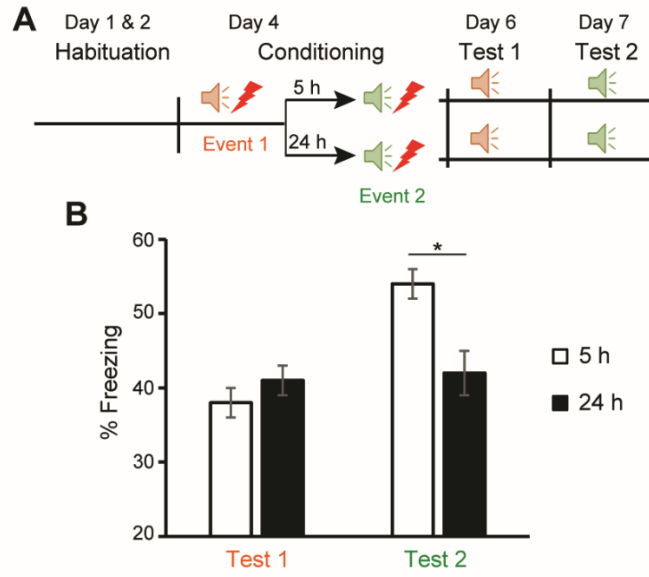 A
Day 1 & 2 Day 4 Day 6 Day 7
Habituation Conditioning Test 1 Test 2
5 h
Event 1 24 h
Event 2
B
60
*
50
40
30
20
% Freezing
5 h
24 h
Test 1 Test 2